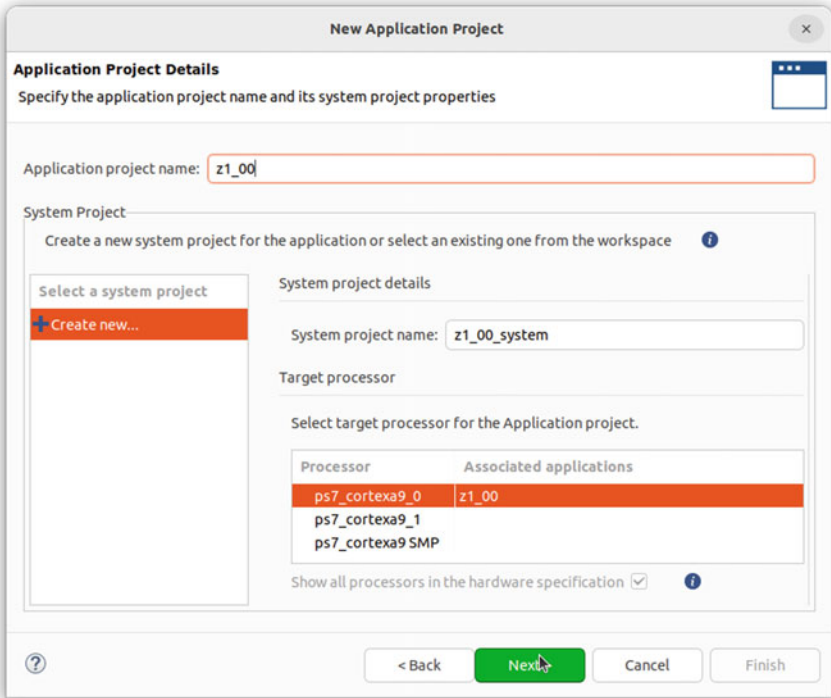 New Application Project
Application Project Details
Specify the application project name and its system project properties
Application project name: z1_00
System Project
Create a new system project for the application or select an existing one from the workspace
Select a system project
Create new...
System project details
System project name: z1_00_system
Target processor
Select target processor for the Application project.
Processor Associated applications
ps7_cortexa9_0 z1_00
ps7_cortexa9_1
ps7_cortexa9 SMP
Show all processors in the hardware specification
< Back Next > Cancel Finish